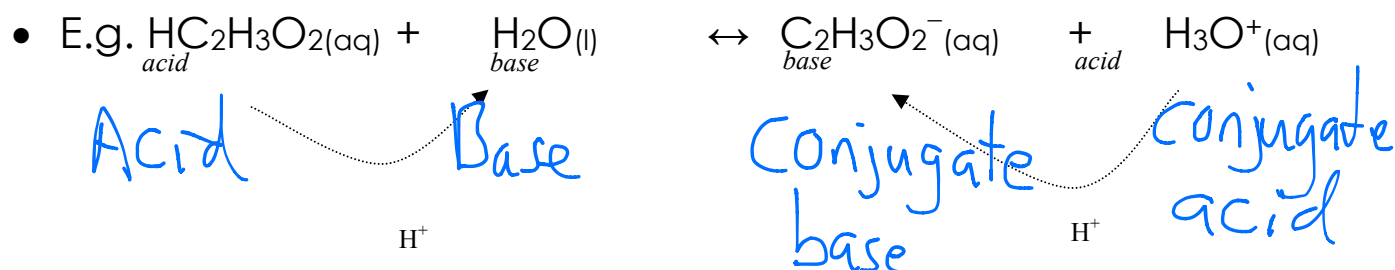 • E.g. HC₂H₃O₂(aq) + H₂O(l) ↔ C₂H₃O₂⁻(aq) + H₃O⁺(aq)
acid base base acid
Acid Base Conjugate conjugate
base acid
H⁺ H⁺